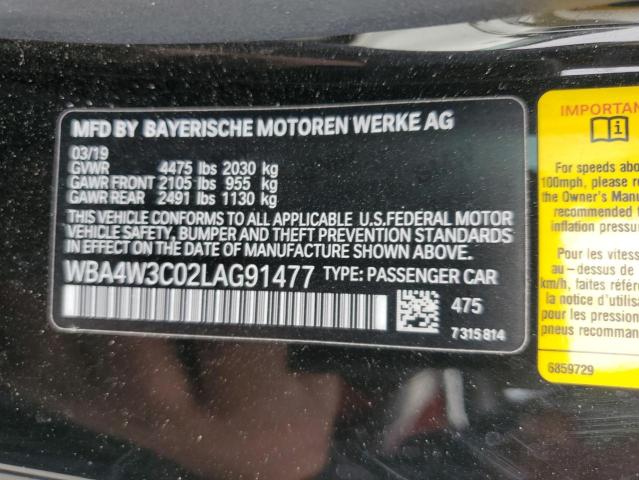 MFD BY BAYERISCHE MOTOREN WERKE AG
03/19
GVWR 4475 lbs 2030 kg
GAWR FRONT 2105 lbs 955 kg
GAWR REAR 2491 lbs 1130 kg
THIS VEHICLE CONFORMS TO ALL APPLICABLE U.S.FEDERAL MOTOR
VEHICLE SAFETY, BUMPER AND THEFT PREVENTION STANDARDS
IN EFFECT ON THE DATE OF MANUFACTURE SHOWN ABOVE.
WBA4W3C02LAG91477 TYPE: PASSENGER CAR
475
7315814
IMPORTAN
For speeds abo
100mph, please re
the Owner's Manu
recommended
inflation pressur
Pour les vitess
au-dessus de
km/h, faites réf
la notice d'utilis
pour les pression
pneus recomman
6859729